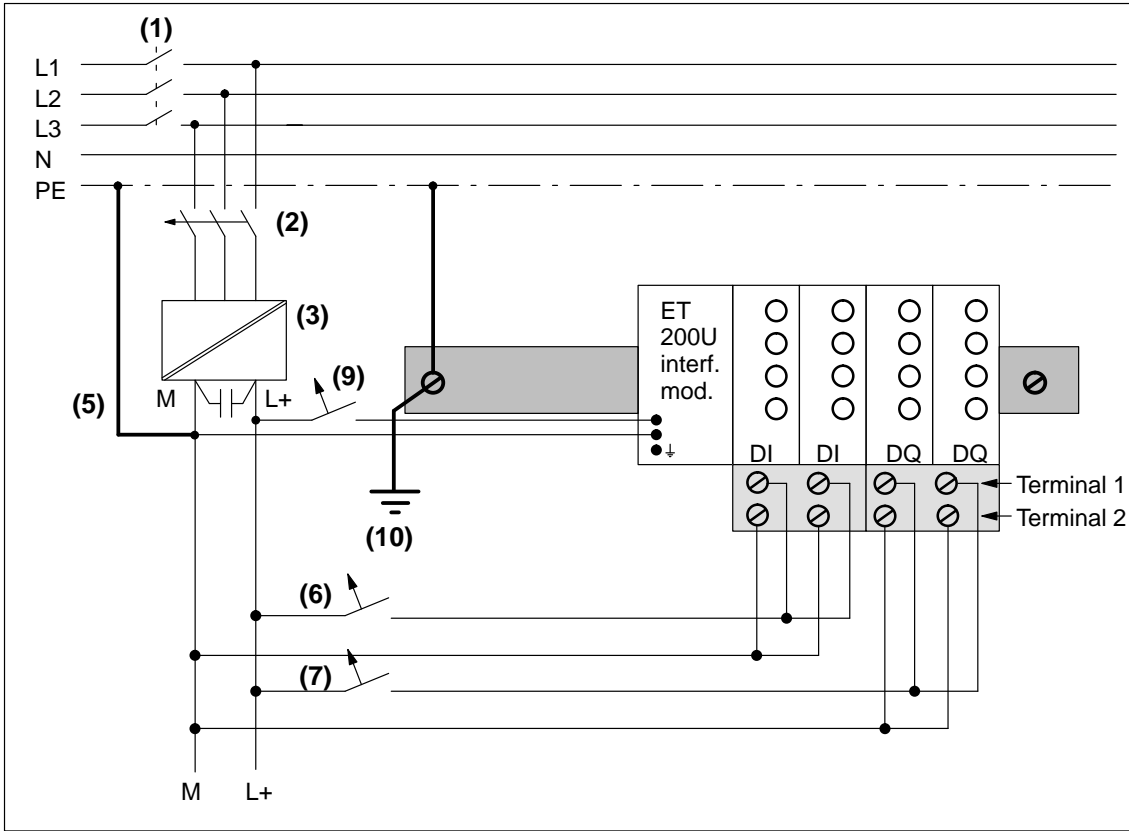 (1)
L1
L2
L3
N
PE
(2)
(3)
ET
200U
interf.
mod.
M
L+
(9)
(5)
DI
DI
DQ
DQ
Terminal 1
Terminal 2
(10)
(6)
(7)
M
L+